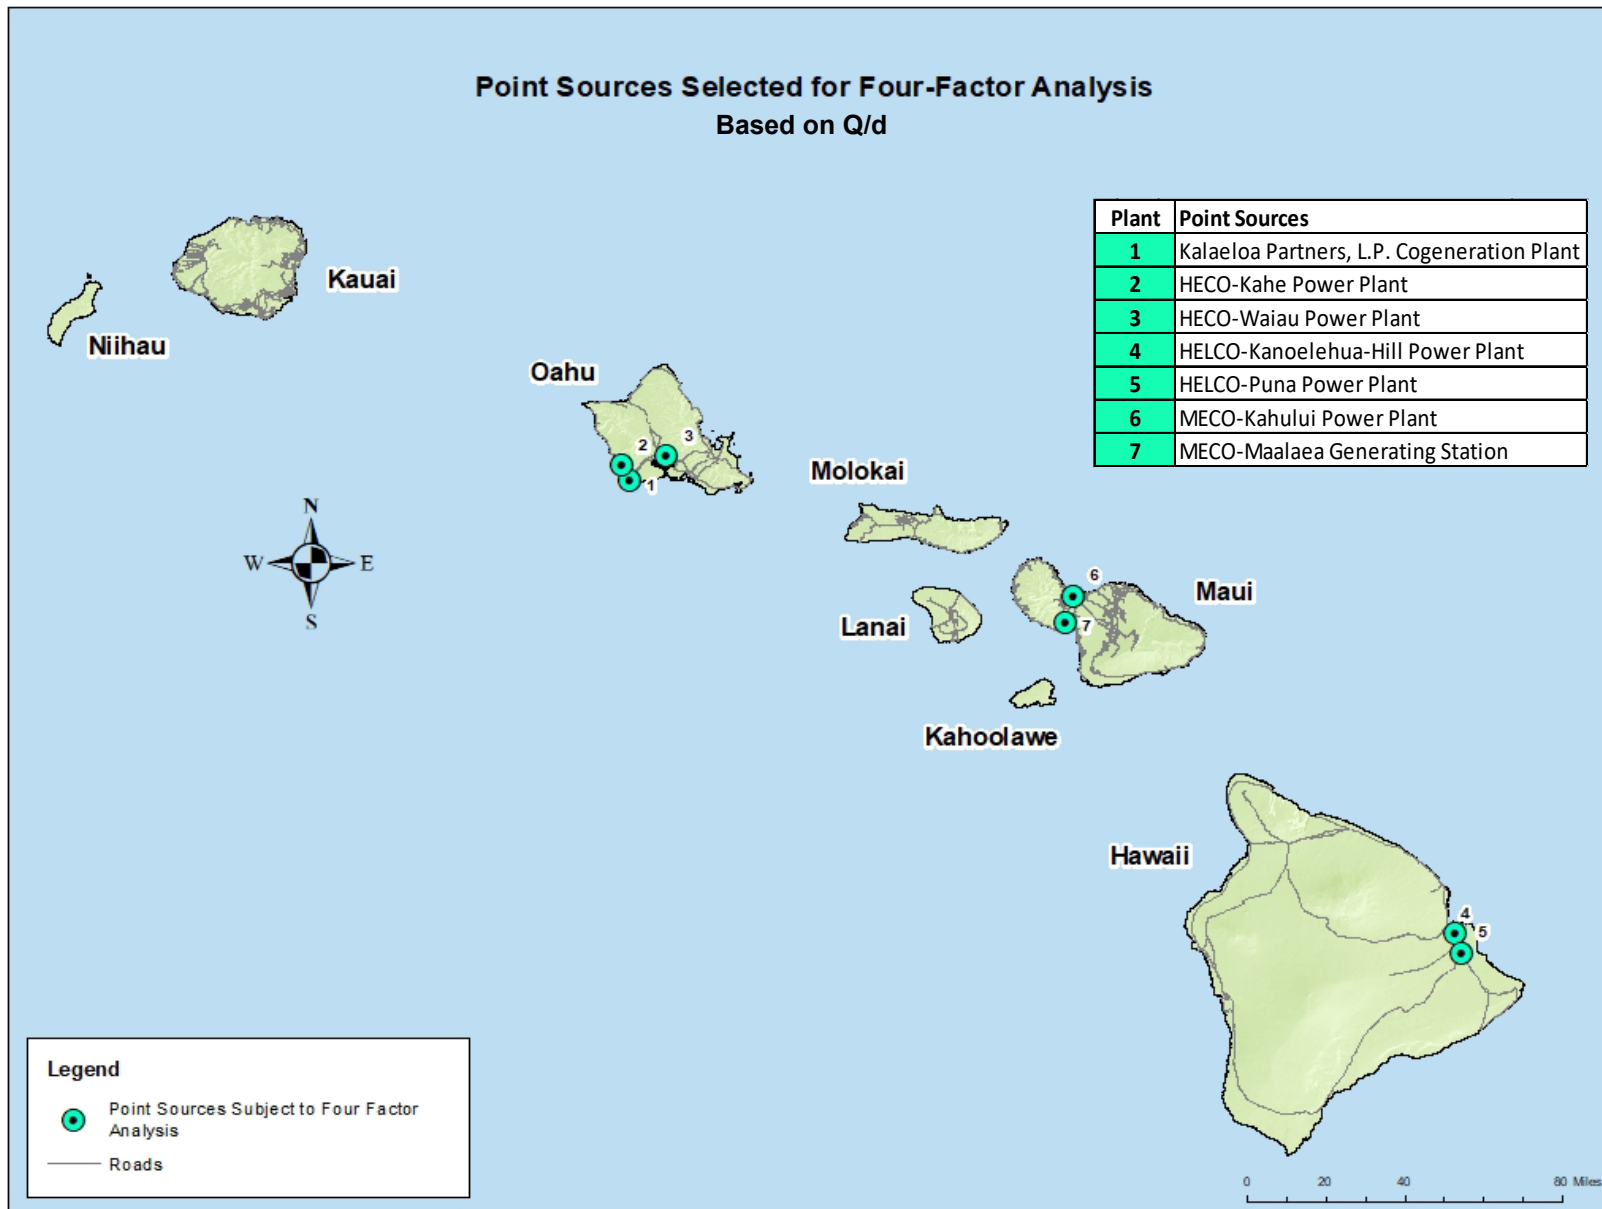 Point Sources Selected for Four-Factor Analysis
Based on Q/d
Plant Point Sources
1 Kalaeloa Partners, L.P. Cogeneration Plant
2 HECO-Kahe Power Plant
3 HECO-Waiau Power Plant
4 HELCO-Kanoelehua-Hill Power Plant
5 HELCO-Puna Power Plant
6 MECO-Kahului Power Plant
7 MECO-Maalaea Generating Station
Kauai
Niihau
Oahu
2
3
1
Molokai
N
W E
S
6
Maui
Lanai
7
Kahoolawe
Hawaii
4
5
Legend
Point Sources Subject to Four Factor
Analysis
Roads
0 20 40 80 Miles